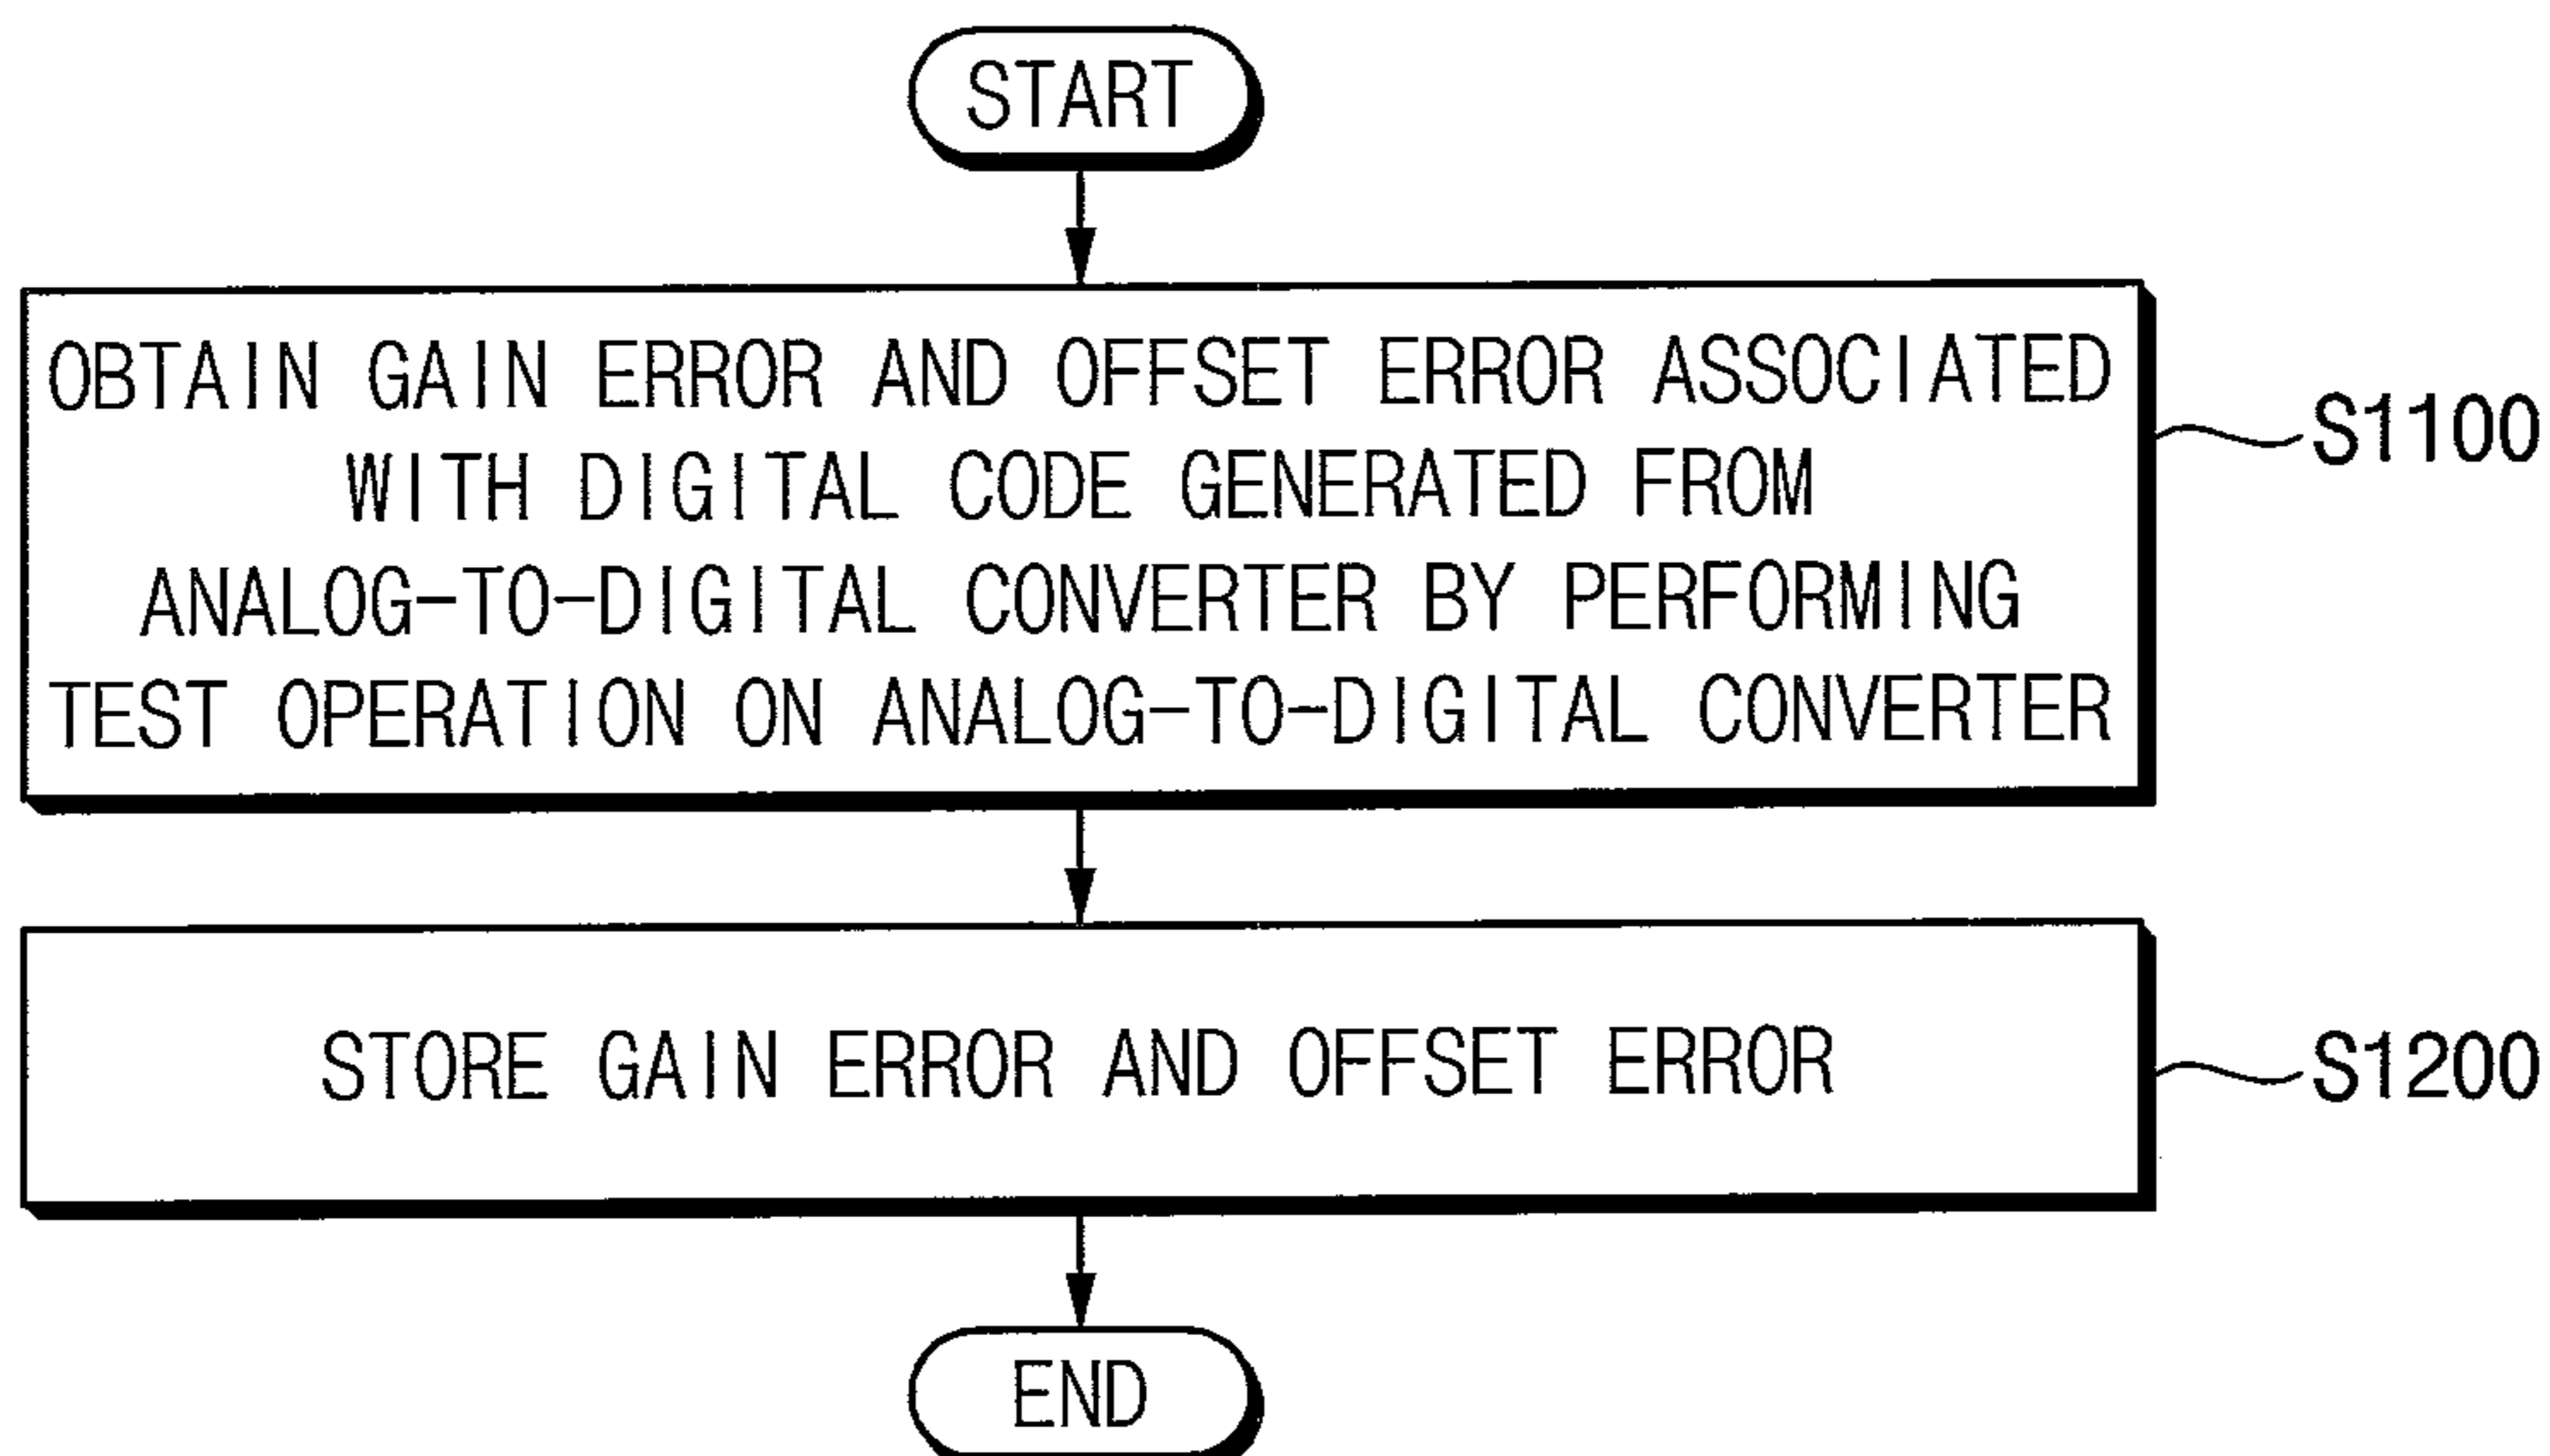 START
OBTAIN GAIN ERROR AND OFFSET ERROR ASSOCIATED
WITH DIGITAL CODE GENERATED FROM
ANALOG-TO-DIGITAL CONVERTER BY PERFORMING
TEST OPERATION ON ANALOG-TO-DIGITAL CONVERTER
S1100
STORE GAIN ERROR AND OFFSET ERROR
S1200
END